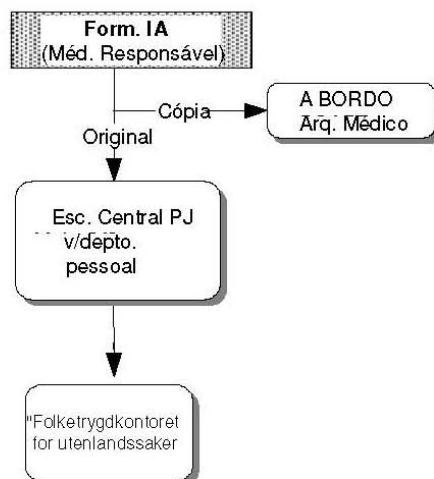 Form. IA
(Méd. Responsável)
Cópia
A BORDO
Arq. Médico
Original
Esc. Central PJ
v/depto.
pessoal
"Folketrygdkontoret
for utenlandssaker